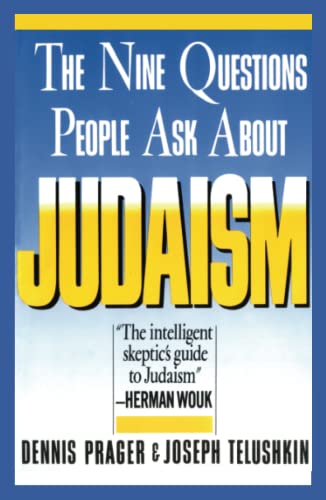 THE NINE QUESTIONS
PEOPLE ASK ABOUT
JUDAISM
"The intelligent
skeptic's guide
to Judaism"
—HERMAN WOUK
DENNIS PRAGER & JOSEPH TELUSHKIN